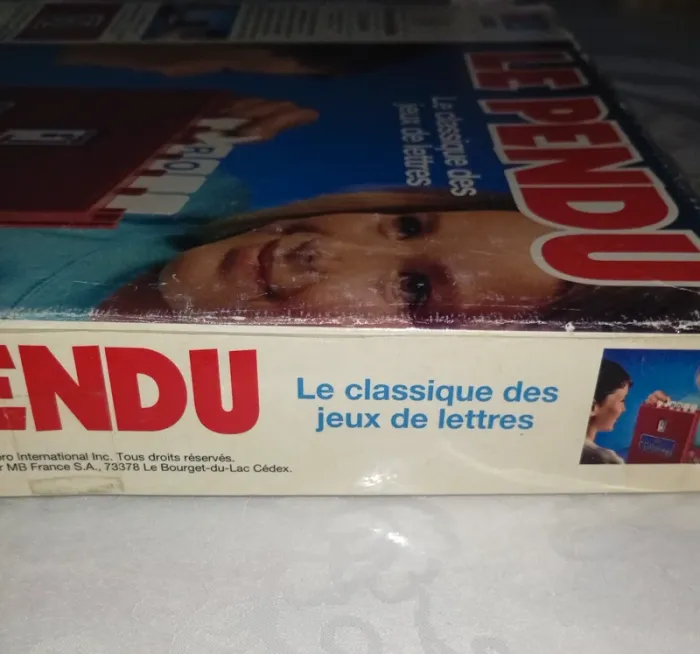 LE PENDU
Le classique des
jeux de lettres
ENDU
Le classique des
jeux de lettres
ro International Inc. Tous droits réservés.
r MB France S.A., 73378 Le Bourget-du-Lac Cédex.